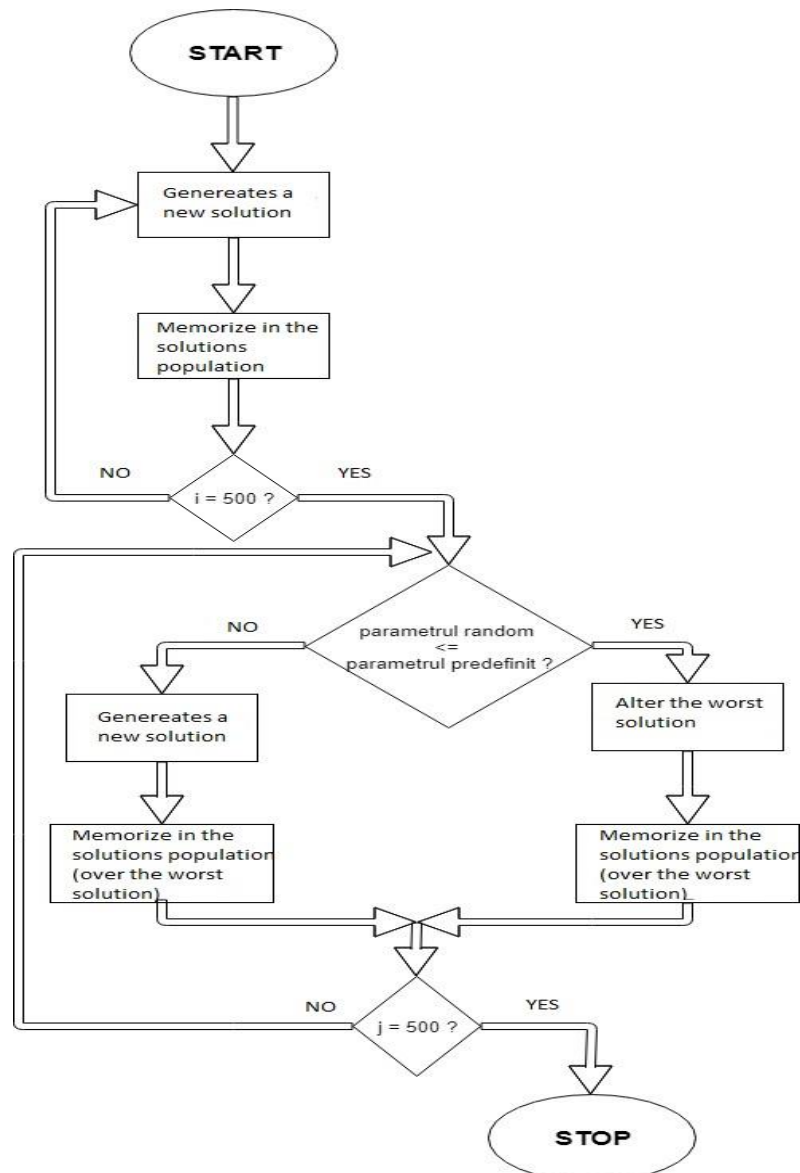 START
Genereates a
new solution
Memorize in the
solutions
population
NO
YES
i = 500 ?
NO
YES
parametrul random
<=
parametrul predefinit ?
Genereates a
new solution
Alter the worst
solution
Memorize in the
solutions population
(over the worst
solution)
Memorize in the
solutions population
(over the worst
solution)
NO
YES
j = 500 ?
STOP